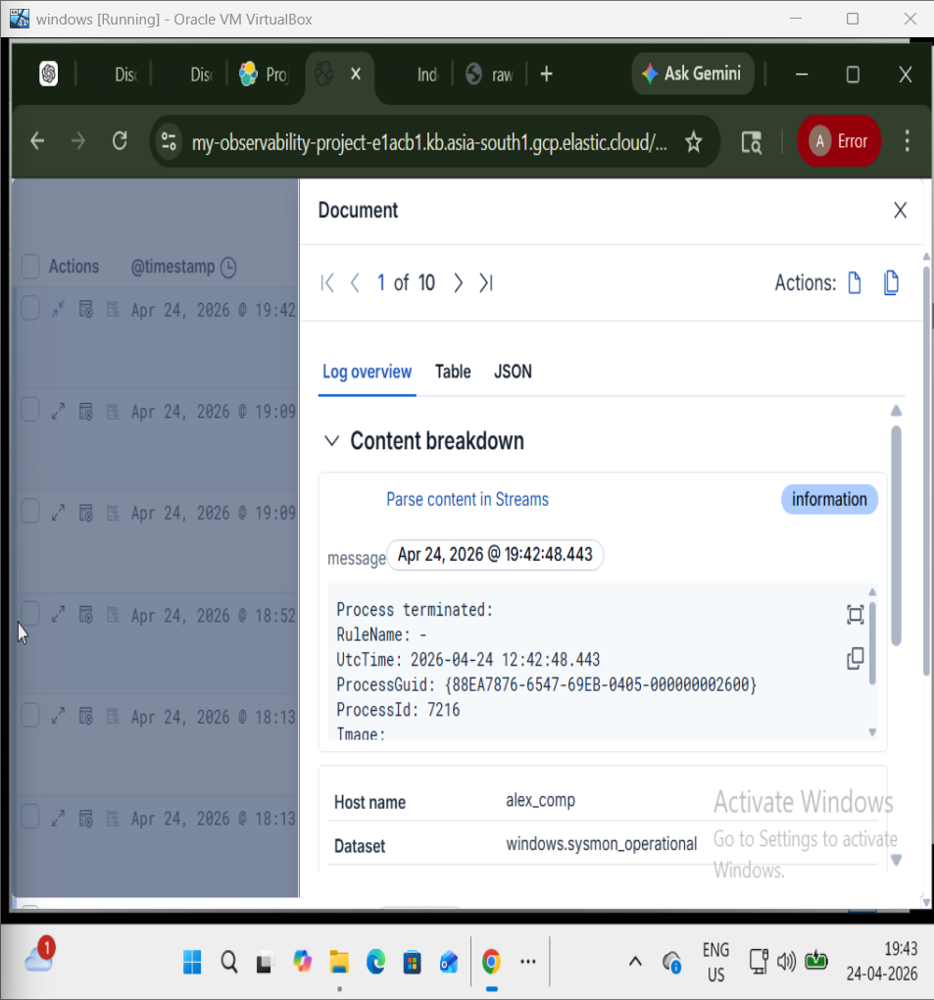 windows [Running] - Oracle VM VirtualBox
Disc
Disc
Pro
Ind
raw
Ask Gemini
my-observability-project-e1acb1.kb.asia-south1.gcp.elastic.cloud/...
A Error
Document
Actions @timestamp
1 of 10
Actions:
Apr 24, 2026 @ 19:42
Log overview Table JSON
Apr 24, 2026 @ 19:09
Content breakdown
Parse content in Streams
information
Apr 24, 2026 @ 19:09
message Apr 24, 2026 @ 19:42:48.443
Process terminated:
RuleName: -
UtcTime: 2026-04-24 12:42:48.443
ProcessGuid: {88EA7876-6547-69EB-0405-000000002600}
ProcessId: 7216
Image:
Apr 24, 2026 @ 18:52
Apr 24, 2026 @ 18:13
Apr 24, 2026 @ 18:13
Host name alex_comp
Dataset windows.sysmon_operational
Activate Windows
Go to Settings to activate
Windows.
1
ENG
US
19:43
24-04-2026